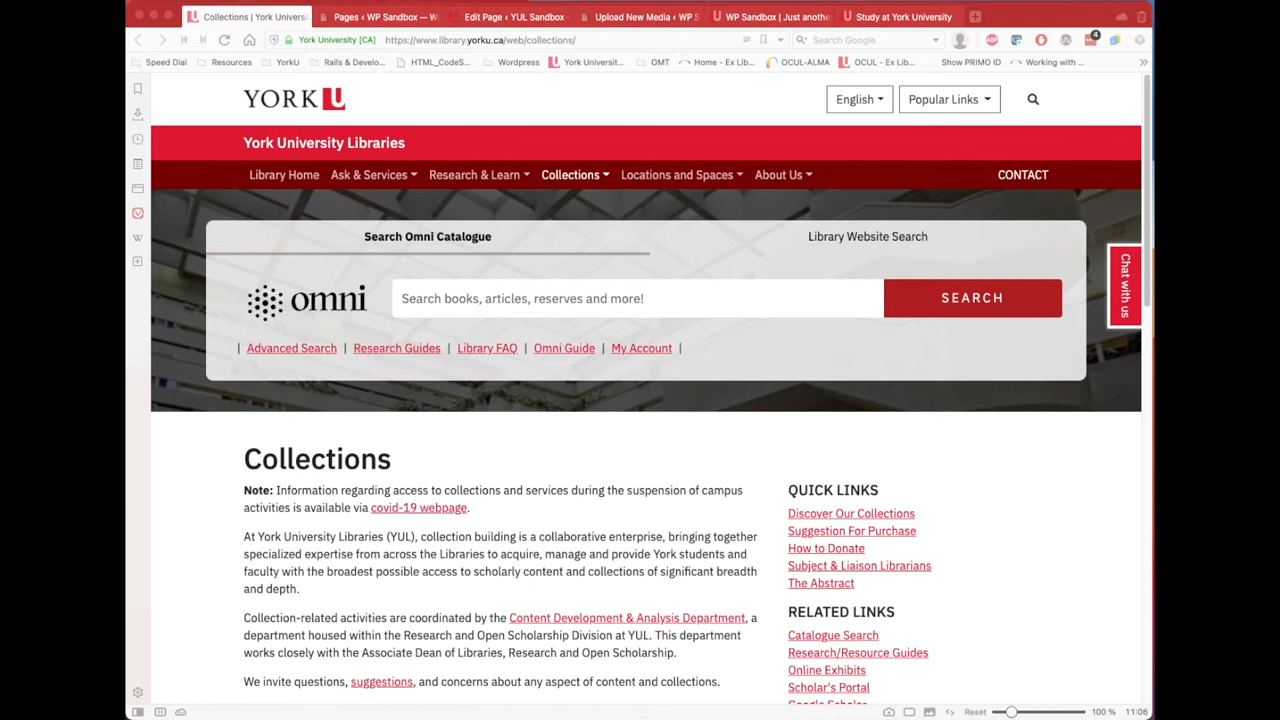 Collections | York Univers
Pages ‹ WP Sandbox — W
Edit Page ‹ YUL Sandbox
Upload New Media ‹ WP S
WP Sandbox | Just anoth
Study at York University
York University [CA] https://www.library.yorku.ca/web/collections/
Search Google
4
Speed Dial Resources YorkU Rails & Develo... HTML_CodeS... Wordpress York Universit... OMT Home - Ex Lib... OCUL-ALMA OCUL - Ex Lib... Show PRIMO ID Working with ...
YORK U
English Popular Links
York University Libraries
Library Home Ask & Services Research & Learn Collections Locations and Spaces About Us CONTACT
Search Omni Catalogue Library Website Search
omni Search books, articles, reserves and more! SEARCH
Chat with us
| Advanced Search | Research Guides | Library FAQ | Omni Guide | My Account |
Collections
Note: Information regarding access to collections and services during the suspension of campus
activities is available via covid-19 webpage.
At York University Libraries (YUL), collection building is a collaborative enterprise, bringing together
specialized expertise from across the Libraries to acquire, manage and provide York students and
faculty with the broadest possible access to scholarly content and collections of significant breadth
and depth.
Collection-related activities are coordinated by the Content Development & Analysis Department, a
department housed within the Research and Open Scholarship Division at YUL. This department
works closely with the Associate Dean of Libraries, Research and Open Scholarship.
We invite questions, suggestions, and concerns about any aspect of content and collections.
QUICK LINKS
Discover Our Collections
Suggestion For Purchase
How to Donate
Subject & Liaison Librarians
The Abstract
RELATED LINKS
Catalogue Search
Research/Resource Guides
Online Exhibits
Scholar's Portal
Reset 100 % 11:06